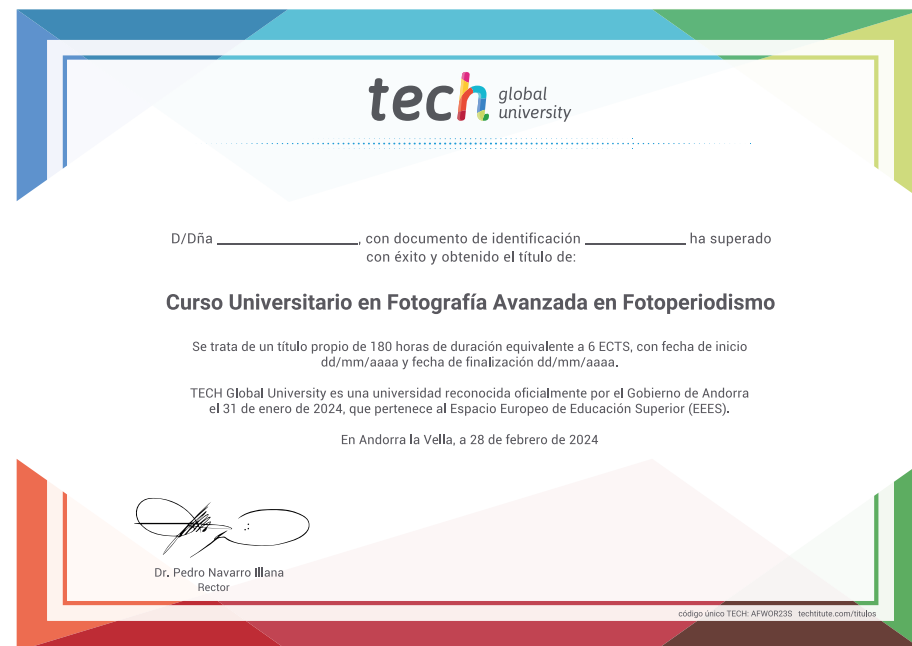 tech global university
D/Dña ____________________, con documento de identificación ______________ ha superado
con éxito y obtenido el título de:
Curso Universitario en Fotografía Avanzada en Fotoperiodismo
Se trata de un título propio de 180 horas de duración equivalente a 6 ECTS, con fecha de inicio
dd/mm/aaaa y fecha de finalización dd/mm/aaaa.
TECH Global University es una universidad reconocida oficialmente por el Gobierno de Andorra
el 31 de enero de 2024, que pertenece al Espacio Europeo de Educación Superior (EEES).
En Andorra la Vella, a 28 de febrero de 2024
Dr. Pedro Navarro Illana
Rector
código único TECH: AFWOR23S techtitute.com/titulos